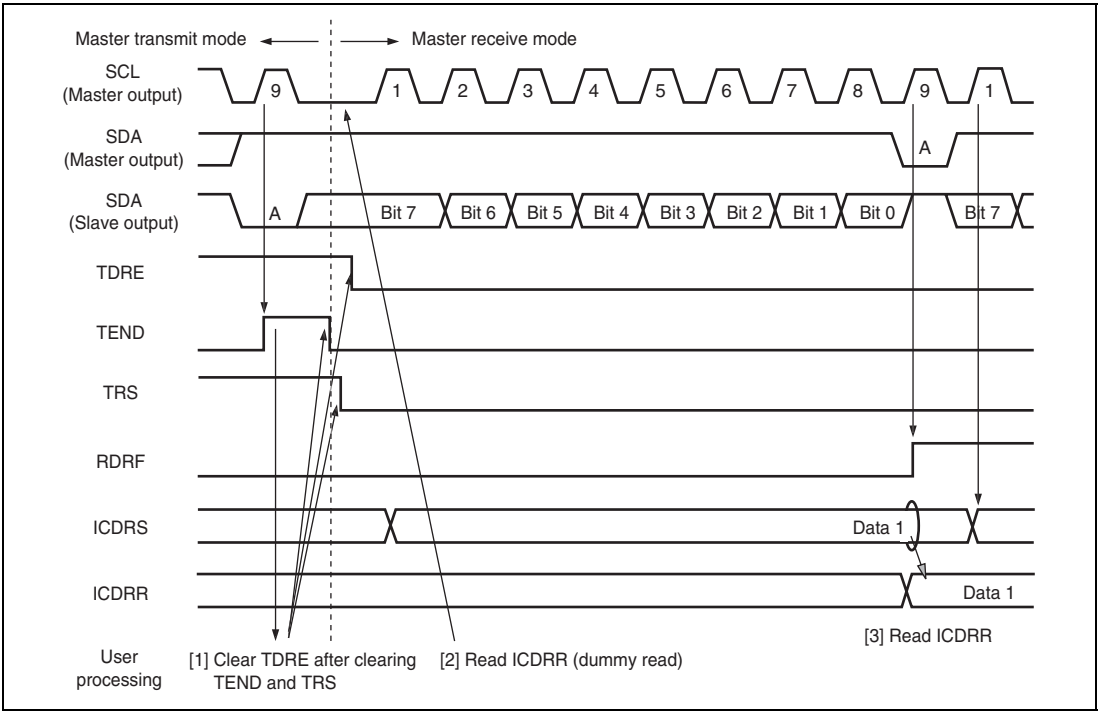 Master transmit mode
Master receive mode
SCL
(Master output)
9
1
2
3
4
5
6
7
8
9
1
SDA
(Master output)
A
SDA
(Slave output)
A
Bit 7
Bit 6
Bit 5
Bit 4
Bit 3
Bit 2
Bit 1
Bit 0
Bit 7
TDRE
TEND
TRS
RDRF
ICDRS
Data 1
ICDRR
Data 1
User
processing
[1] Clear TDRE after clearing
TEND and TRS
[2] Read ICDRR (dummy read)
[3] Read ICDRR